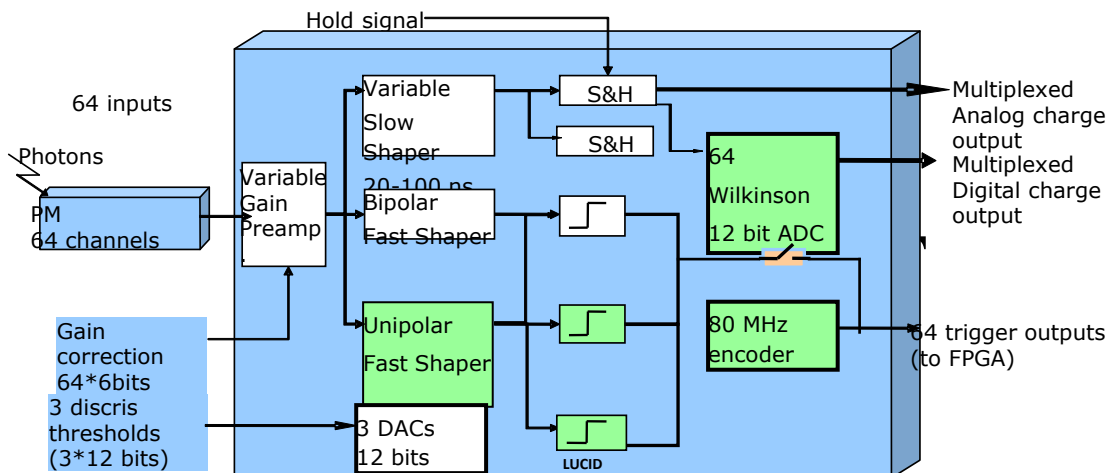 Hold signal
64 inputs
Photons
PM
64 channels
Variable
Gain
Preamp
.
Variable
Slow
Shaper
20-100 ns
S&H
S&H
Bipolar
Fast Shaper
Unipolar
Fast Shaper
64
Wilkinson
12 bit ADC
80 MHz
encoder
Multiplexed
Analog charge
output
Multiplexed
Digital charge
output
64 trigger outputs
(to FPGA)
Gain
correction
64*6bits
3 discris
thresholds
(3*12 bits)
3 DACs
12 bits
LUCID